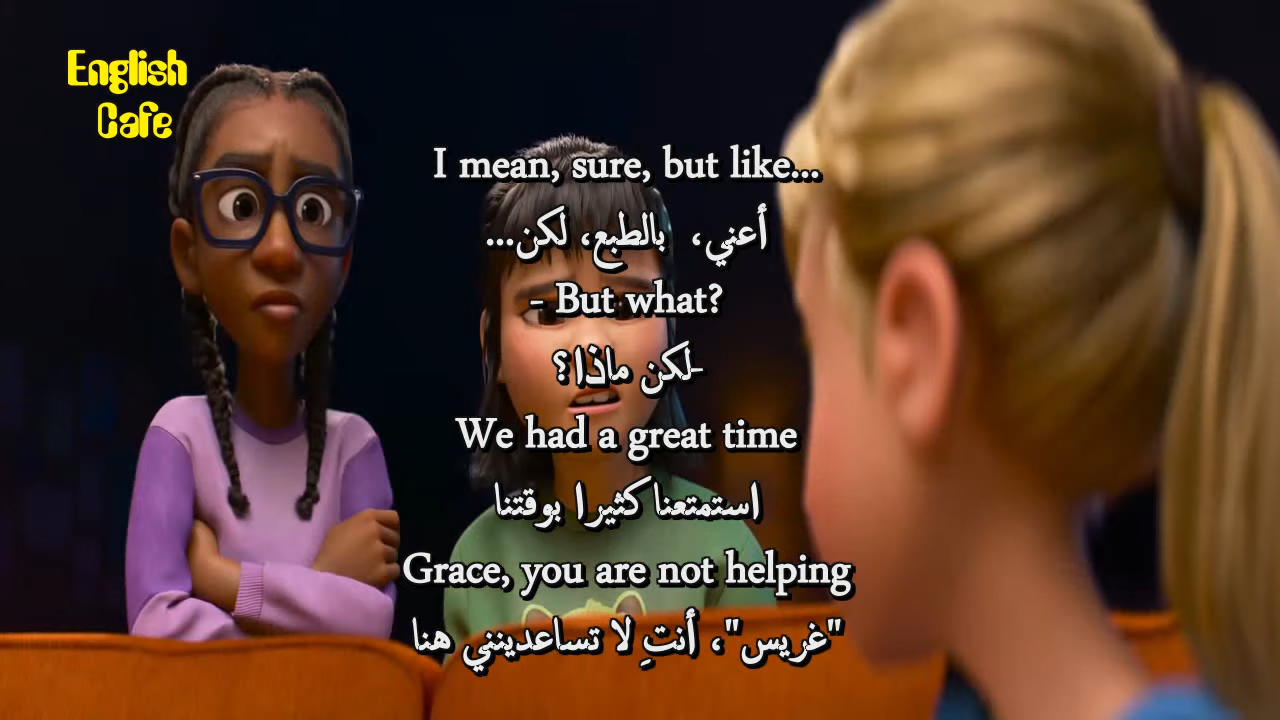 English
Cafe
I mean, sure, but like...
أعني، بالطبع، لكن...
- But what?
-لكن ماذا؟
We had a great time
استمتعنا كثيرا بوقتنا
Grace, you are not helping
"غريس"، أنتِ لا تساعدينني هنا